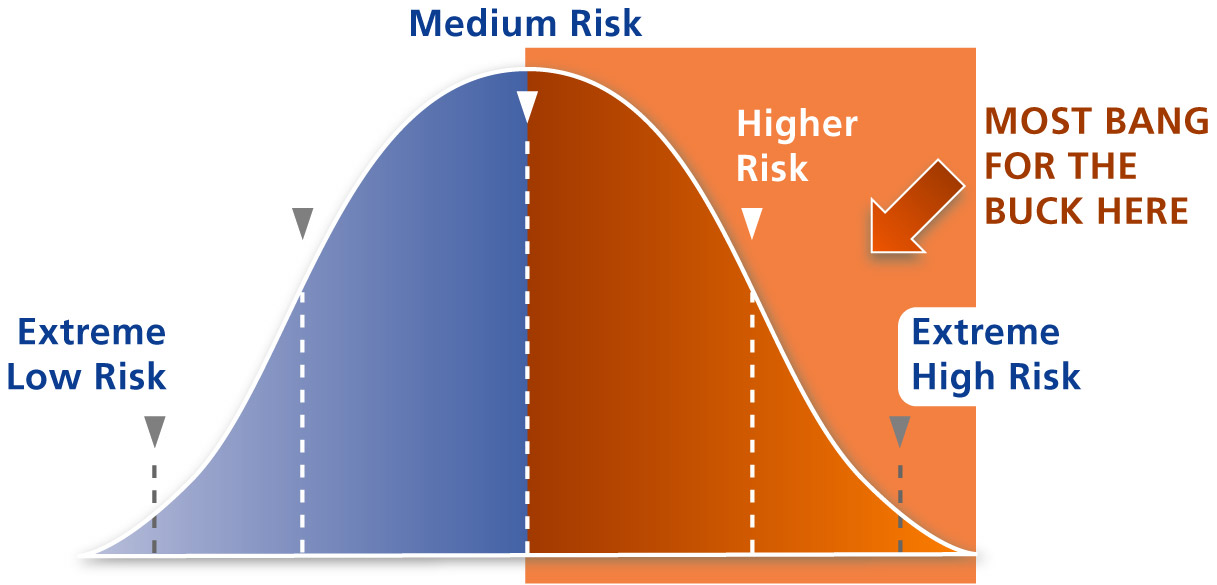 Medium Risk
Higher
Risk
MOST BANG
FOR THE
BUCK HERE
Extreme
Low Risk
Extreme
High Risk